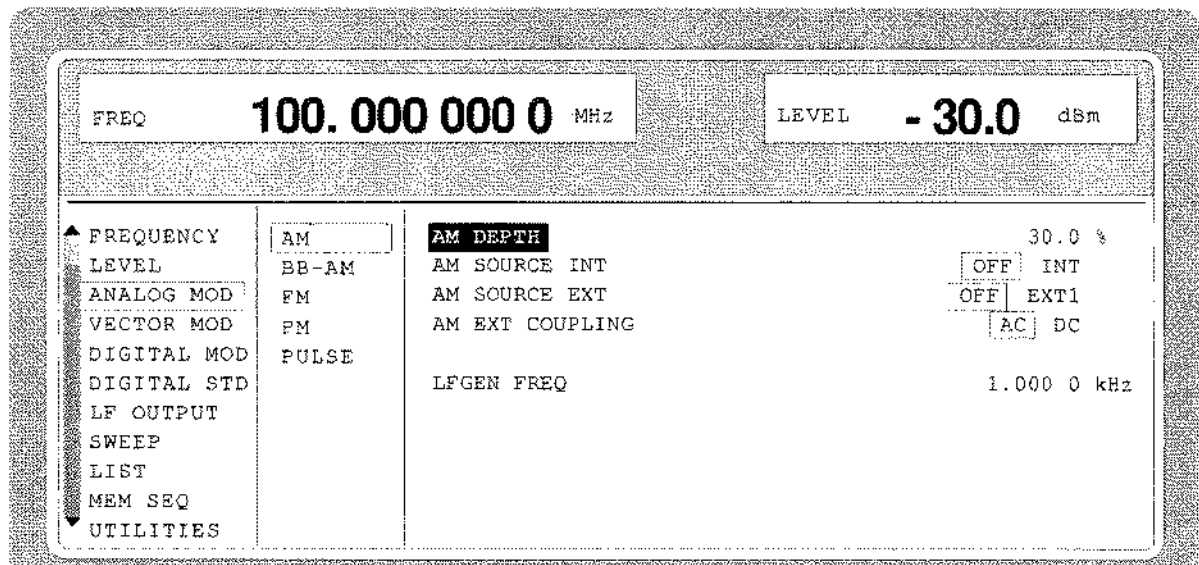 FREQ 100. 000 000 0 MHz
LEVEL - 30.0 dBm
FREQUENCY
LEVEL
ANALOG MOD
VECTOR MOD
DIGITAL MOD
DIGITAL STD
LF OUTPUT
SWEEP
LIST
MEM SEQ
UTILITIES
AM
BB-AM
FM
PM
PULSE
AM DEPTH 30.0 %
AM SOURCE INT OFF INT
AM SOURCE EXT OFF EXT1
AM EXT COUPLING AC DC
LFGEN FREQ 1.000 0 kHz